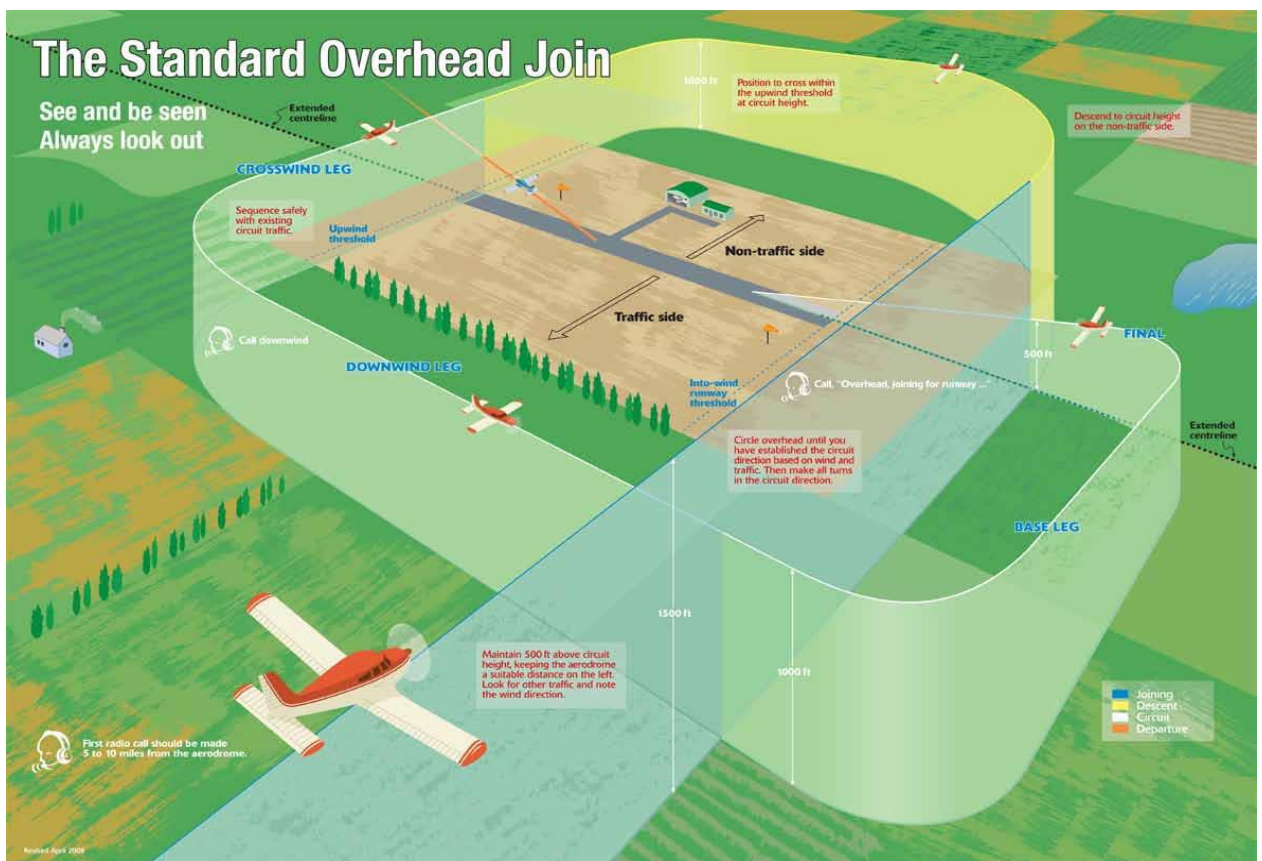 The Standard Overhead Join
See and be seen
Always look out
Extended
centreline
1000 ft
Position to cross within
the upwind threshold
at circuit height.
Descend to circuit height
on the non-traffic side.
CROSSWIND LEG
Sequence safely
with existing
circuit traffic.
Upwind
threshold
Non-traffic side
Traffic side
Call downwind
DOWNWIND LEG
FINAL
500 ft
Into-wind
runway
threshold
Call, "Overhead, joining for runway ..."
Extended
centreline
Circle overhead until you
have established the circuit
direction based on wind and
traffic. Then make all turns
in the circuit direction.
BASE LEG
1500 ft
1000 ft
Maintain 500 ft above circuit
height, keeping the aerodrome
a suitable distance on the left.
Look for other traffic and note
the wind direction.
First radio call should be made
5 to 10 miles from the aerodrome.
Joining
Descent
Circuit
Departure
Revised April 2008